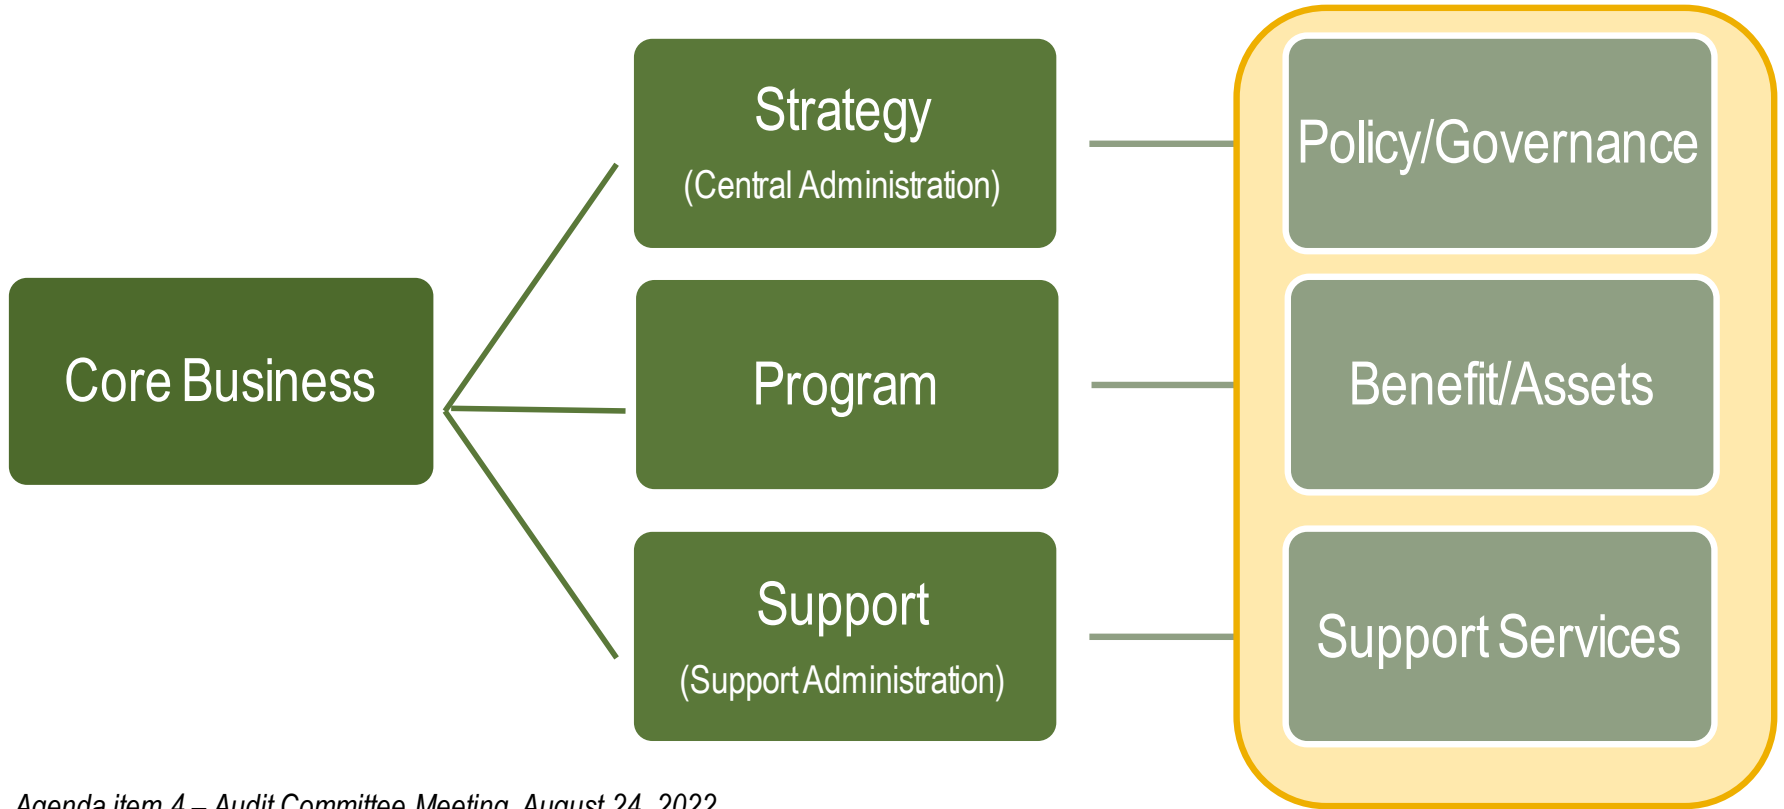 Strategy
(Central Administration)
Policy/Governance
Core Business
Program
Benefit/Assets
Support
(Support Administration)
Support Services
Agenda item 4 – Audit Committee Meeting, August 24, 2022